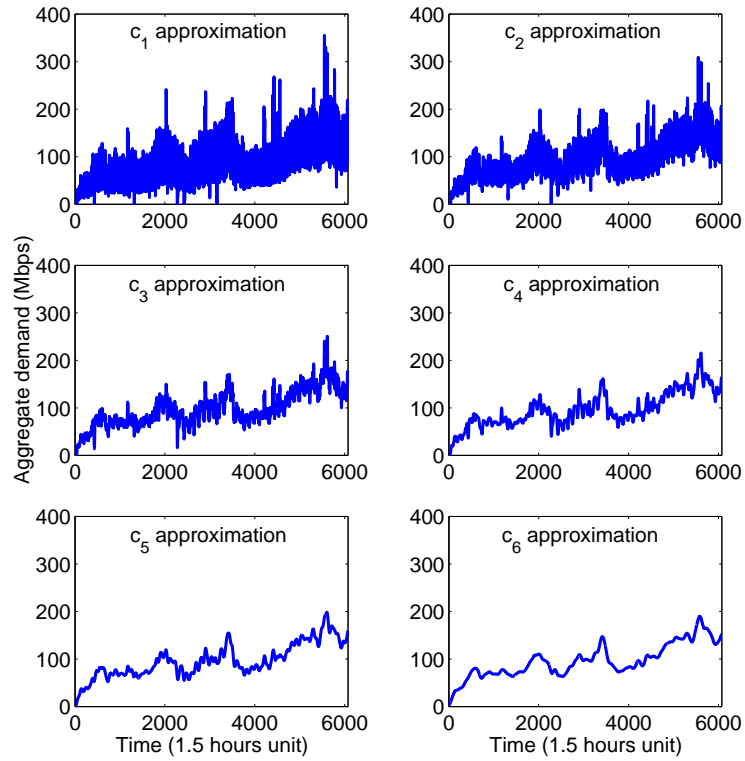 c1 approximation
400
300
200
100
0
0 2000 4000 6000
c2 approximation
400
300
200
100
0
0 2000 4000 6000
Aggregate demand (Mbps)
c3 approximation
400
300
200
100
0
0 2000 4000 6000
c4 approximation
400
300
200
100
0
0 2000 4000 6000
c5 approximation
400
300
200
100
0
0 2000 4000 6000
Time (1.5 hours unit)
c6 approximation
400
300
200
100
0
0 2000 4000 6000
Time (1.5 hours unit)